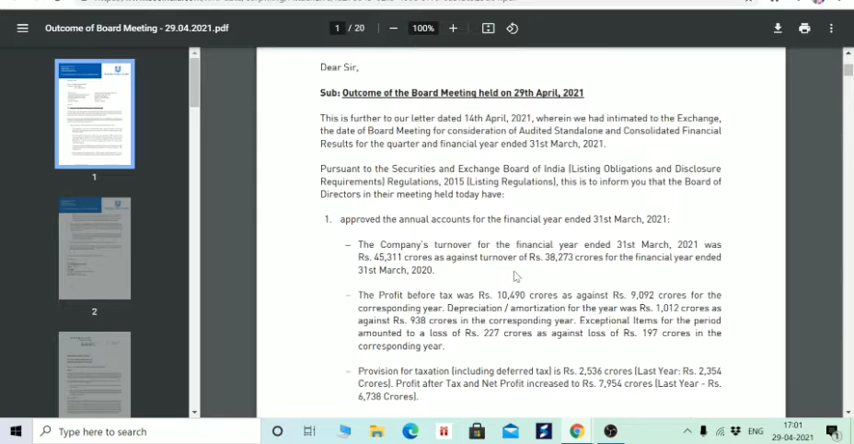 Outcome of Board Meeting - 29.04.2021.pdf
1 / 20
100%
Dear Sir,
Sub: Outcome of the Board Meeting held on 29th April, 2021
This is further to our letter dated 14th April, 2021, wherein we had intimated to the Exchange,
the date of Board Meeting for consideration of Audited Standalone and Consolidated Financial
Results for the quarter and financial year ended 31st March, 2021.
Pursuant to the Securities and Exchange Board of India (Listing Obligations and Disclosure
Requirements) Regulations, 2015 (Listing Regulations), this is to inform you that the Board of
Directors in their meeting held today have:
1. approved the annual accounts for the financial year ended 31st March, 2021:
– The Company's turnover for the financial year ended 31st March, 2021 was
Rs. 45,311 crores as against turnover of Rs. 38,273 crores for the financial year ended
31st March, 2020.
– The Profit before tax was Rs. 10,490 crores as against Rs. 9,092 crores for the
corresponding year. Depreciation / amortization for the year was Rs. 1,012 crores as
against Rs. 938 crores in the corresponding year. Exceptional Items for the period
amounted to a loss of Rs. 227 crores as against loss of Rs. 197 crores in the
corresponding year.
– Provision for taxation (including deferred tax) is Rs. 2,536 crores (Last Year: Rs. 2,354
Crores). Profit after Tax and Net Profit increased to Rs. 7,954 crores (Last Year - Rs.
6,738 Crores).
1
2
Type here to search
ENG
17:01
29-04-2021